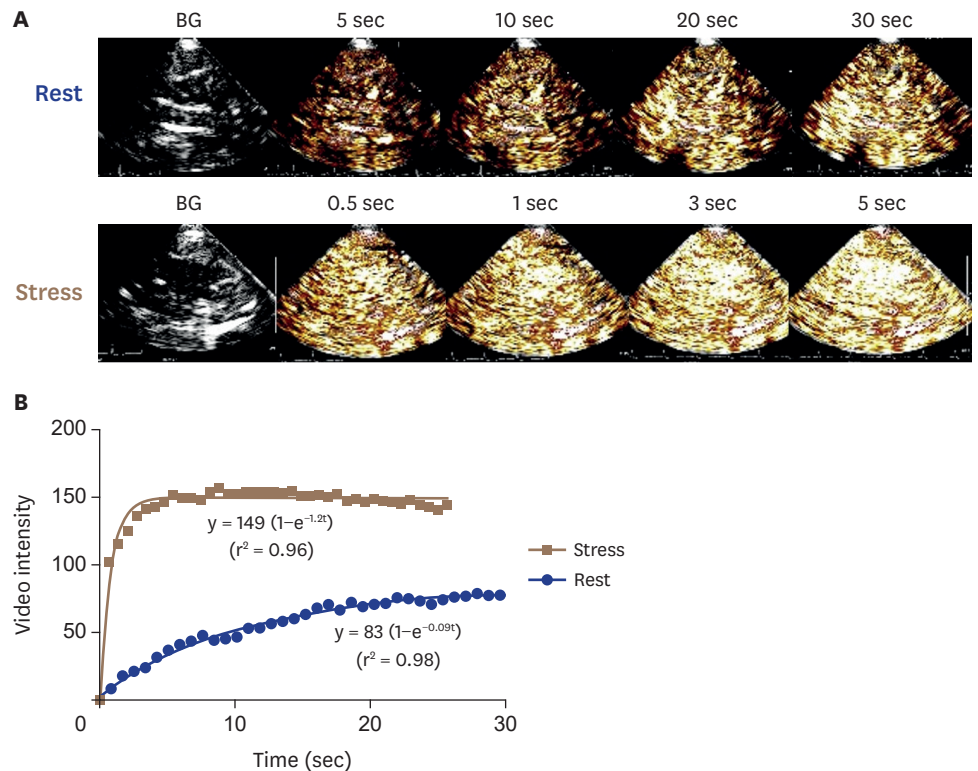 A
BG 5 sec 10 sec 20 sec 30 sec
Rest
BG 0.5 sec 1 sec 3 sec 5 sec
Stress
B
200
150
100
50
0 10 20 30
Video intensity
Time (sec)
y = 149 (1–e⁻¹·²ᵗ)
(r² = 0.96)
y = 83 (1–e⁻⁰·⁰⁹ᵗ)
(r² = 0.98)
Stress
Rest